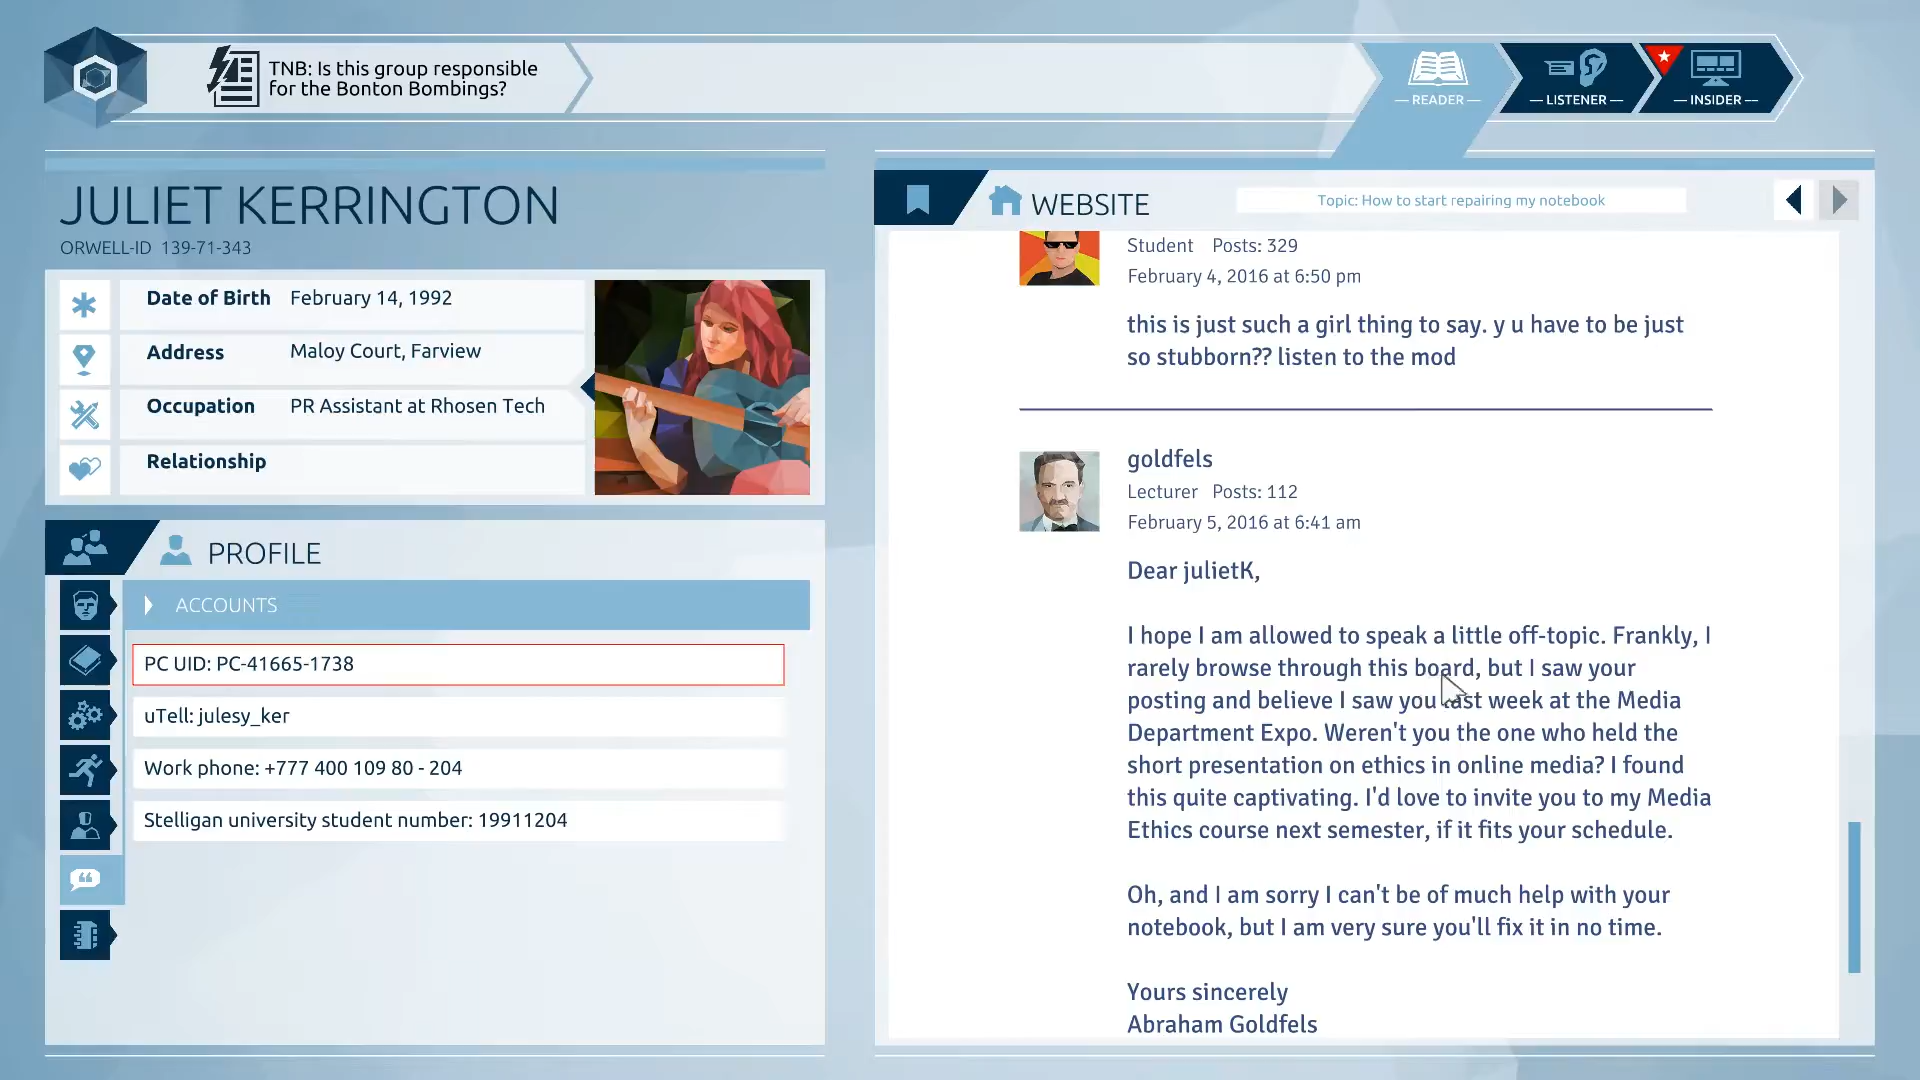 TNB: Is this group responsible
for the Bonton Bombings?
READER
LISTENER
INSIDER
JULIET KERRINGTON
ORWELL-ID 139-71-343
Date of Birth February 14, 1992
Address Maloy Court, Farview
Occupation PR Assistant at Rhosen Tech
Relationship
PROFILE
ACCOUNTS
PC UID: PC-41665-1738
uTell: julesy_ker
Work phone: +777 400 109 80 - 204
Stelligan university student number: 19911204
WEBSITE
Topic: How to start repairing my notebook
Student Posts: 329
February 4, 2016 at 6:50 pm
this is just such a girl thing to say. y u have to be just
so stubborn?? listen to the mod
goldfels
Lecturer Posts: 112
February 5, 2016 at 6:41 am
Dear julietK,
I hope I am allowed to speak a little off-topic. Frankly, I
rarely browse through this board, but I saw your
posting and believe I saw you last week at the Media
Department Expo. Weren't you the one who held the
short presentation on ethics in online media? I found
this quite captivating. I'd love to invite you to my Media
Ethics course next semester, if it fits your schedule.
Oh, and I am sorry I can't be of much help with your
notebook, but I am very sure you'll fix it in no time.
Yours sincerely
Abraham Goldfels